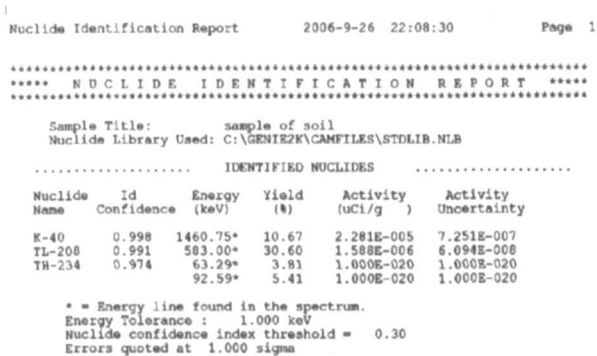 Nuclide Identification Report 2006-9-26 22:08:30 Page 1
*****************************************************************************
***** N U C L I D E I D E N T I F I C A T I O N R E P O R T *****
*****************************************************************************
Sample Title: sample of soil
Nuclide Library Used: C:\GENIE2K\CAMFILES\STDLIB.NLB
.................... IDENTIFIED NUCLIDES ....................
Nuclide Id Energy Yield Activity Activity
Name Confidence (keV) (%) (uCi/g ) Uncertainty
K-40 0.998 1460.75* 10.67 2.281E-005 7.251E-007
TL-208 0.991 583.00* 30.60 1.588E-006 6.094E-008
TH-234 0.974 63.29* 3.81 1.000E-020 1.000E-020
92.59* 5.41 1.000E-020 1.000E-020
* = Energy line found in the spectrum.
Energy Tolerance : 1.000 keV
Nuclide confidence index threshold = 0.30
Errors quoted at 1.000 sigma